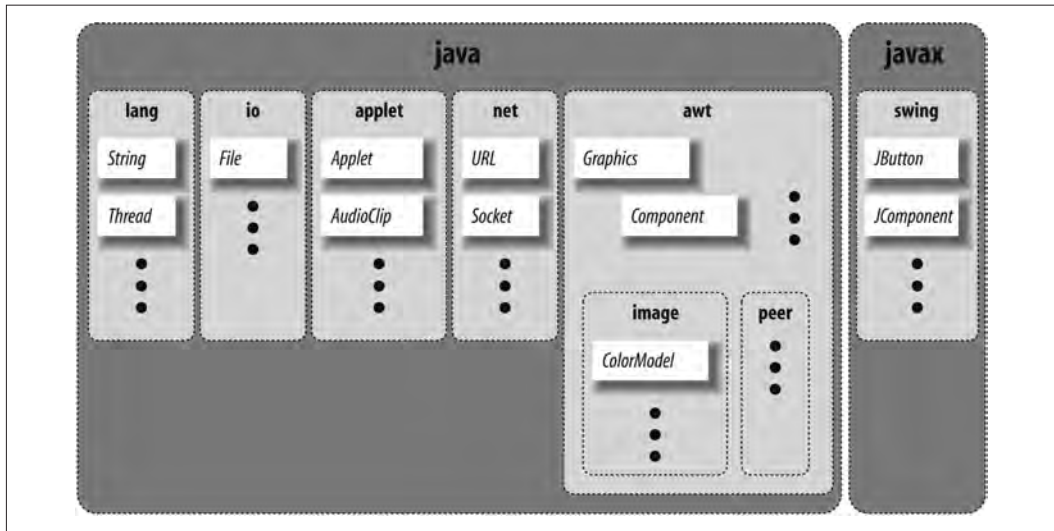 java
javax
lang
io
applet
net
awt
swing
String
File
Applet
URL
Graphics
JButton
Thread
AudioClip
Socket
Component
JComponent
image
peer
ColorModel